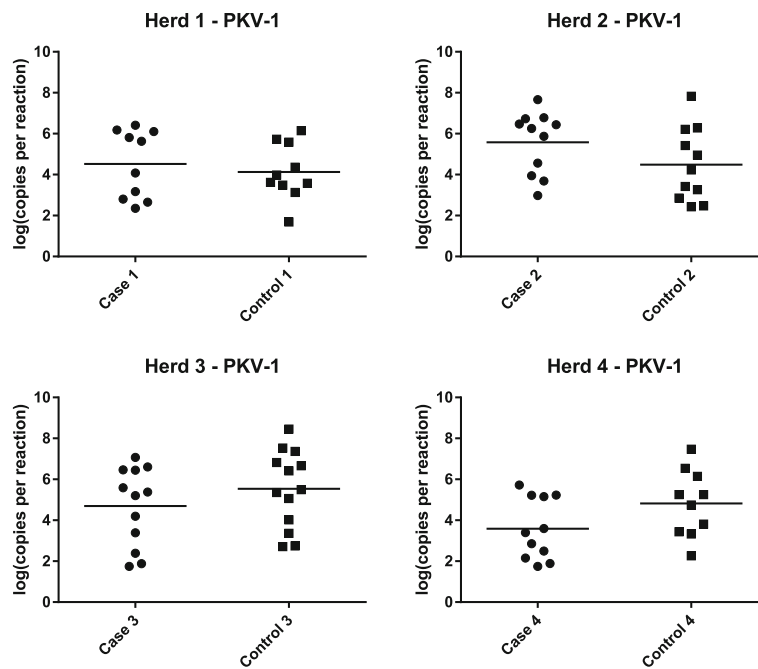 Herd 1 - PKV-1
log(copies per reaction)
10
8
6
4
2
0
Case 1
Control 1
Herd 2 - PKV-1
log(copies per reaction)
10
8
6
4
2
0
Case 2
Control 2
Herd 3 - PKV-1
log(copies per reaction)
10
8
6
4
2
0
Case 3
Control 3
Herd 4 - PKV-1
log(copies per reaction)
10
8
6
4
2
0
Case 4
Control 4